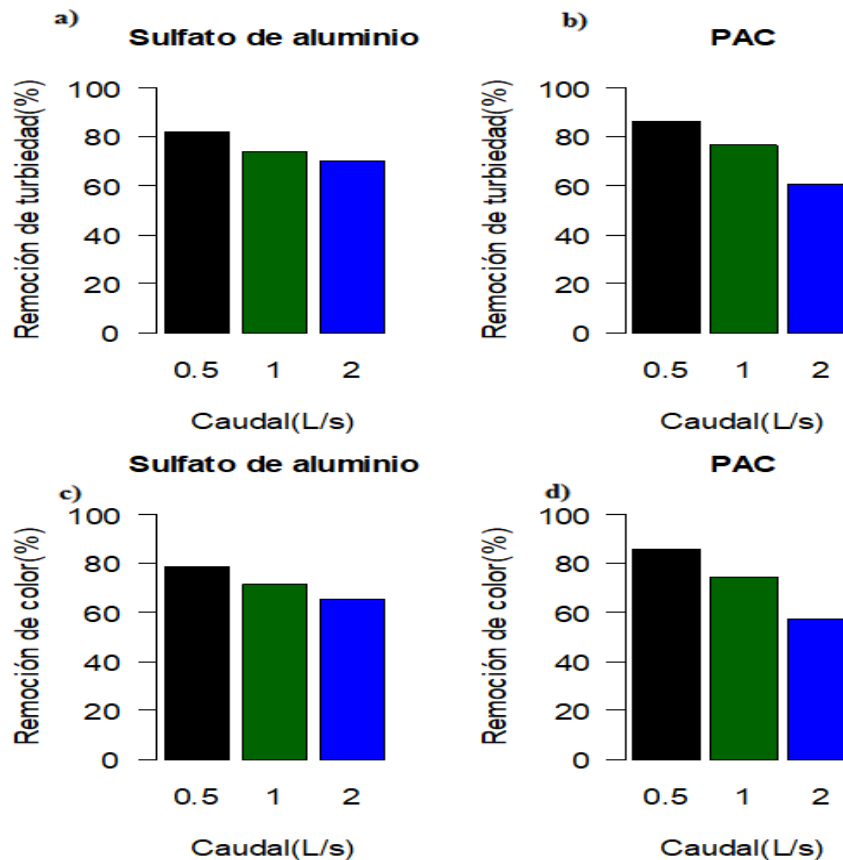 a)
Sulfato de aluminio
Remoción de turbiedad(%)
100
80
60
40
20
0
0.5 1 2
Caudal(L/s)
b)
PAC
Remoción de turbiedad(%)
100
80
60
40
20
0
0.5 1 2
Caudal(L/s)
c)
Sulfato de aluminio
Remoción de color(%)
100
80
60
40
20
0
0.5 1 2
Caudal(L/s)
d)
PAC
Remoción de color(%)
100
80
60
40
20
0
0.5 1 2
Caudal(L/s)